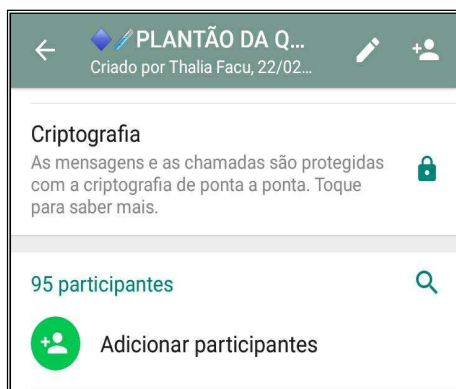 PLANTÃO DA Q...
Criado por Thalia Facu, 22/02...
Criptografia
As mensagens e as chamadas são protegidas
com a criptografia de ponta a ponta. Toque
para saber mais.
95 participantes
Adicionar participantes